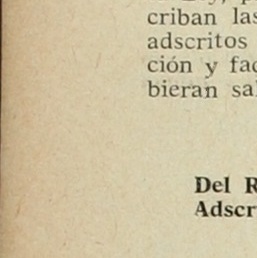 criban las
adscritos
ción y fac
bieran sal
Del R
Adscr